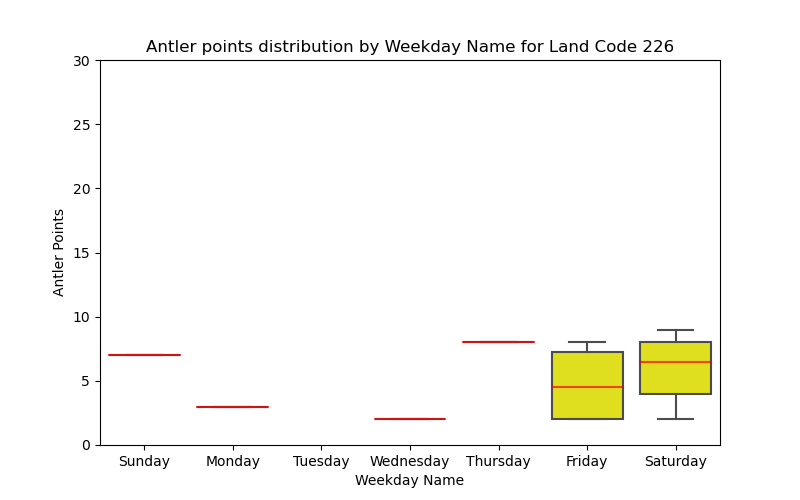 Antler points distribution by Weekday Name for Land Code 226
30
25
20
15
10
5
0
Antler Points
Sunday Monday Tuesday Wednesday Thursday Friday Saturday
Weekday Name